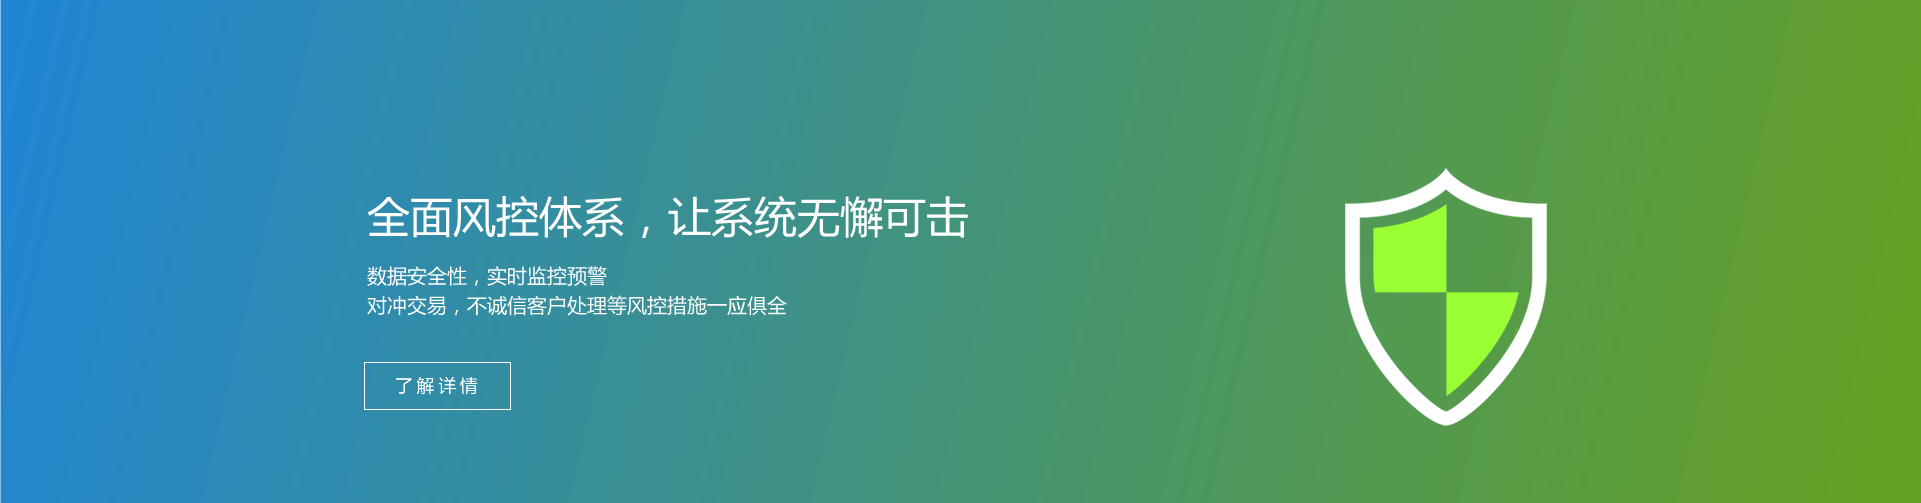 全面风控体系，让系统无懈可击
数据安全性，实时监控预警
对冲交易，不诚信客户处理等风控措施一应俱全
了解详情